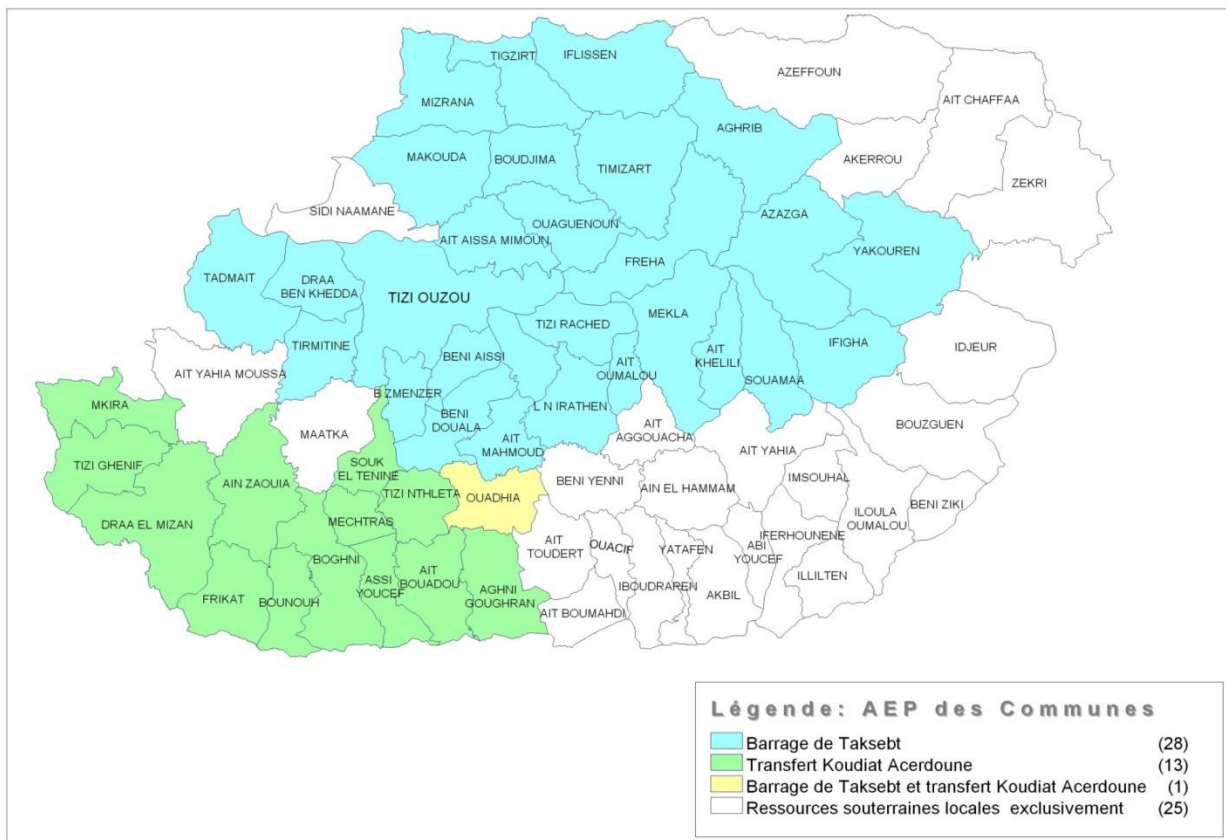 TIGZIRT
IFLISSEN
AZEFFOUN
MIZRANA
AIT CHAFFAA
AGHRIB
MAKOUDA
BOUDJIMA
TIMIZART
AKERROU
ZEKRI
SIDI NAAMANE
OUAGUENOUN
AZAZGA
AIT AISSA MIMOUN
YAKOUREN
FREHA
TADMAIT
DRAA
BEN KHEDDA
TIZI OUZOU
MEKLA
TIZI RACHED
TIRMITINE
IFIGHA
IDJEUR
BENI AISSI
AIT
OUMALOU
AIT
KHELILI
SOUAMAA
AIT YAHIA MOUSSA
B ZMENZER
MKIRA
L N IRATHEN
BENI
DOUALA
BOUZGUEN
MAATKA
AIT
AGGOUACHA
AIT
MAHMOUD
AIT YAHIA
TIZI GHENIF
SOUK
EL TENINE
AIN ZAOUIA
TIZI NTHLETA
OUADHIA
BENI YENNI
AIN EL HAMMAM
IMSOUHAL
ILOULA
OUMALOU
BENI ZIKI
DRAA EL MIZAN
MECHTRAS
IFERHOUNENE
AIT
TOUDERT
OUACIF
YATAFEN
ABI
YOUCEF
BOGHNI
ASSI
YOUCEF
AIT
BOUADOU
ILLILTEN
IBOUDRAREN
AKBIL
AGHNI
GOUGHRAN
FRIKAT
BOUNOUH
AIT BOUMAHDI
Légende: AEP des Communes
Barrage de Taksebt (28)
Transfert Koudiat Acerdoune (13)
Barrage de Taksebt et transfert Koudiat Acerdoune (1)
Ressources souterraines locales exclusivement (25)